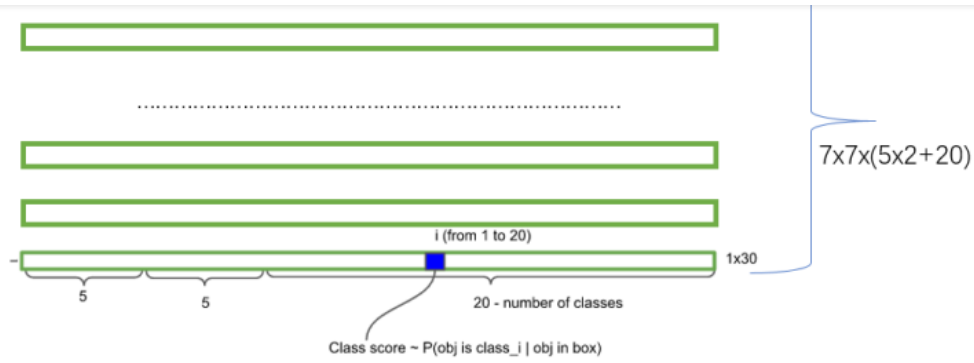 7x7x(5x2+20)
i (from 1 to 20)
1x30
5
5
20 - number of classes
Class score ~ P(obj is class_i | obj in box)